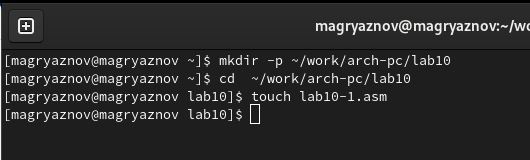 magryaznov@magryaznov:~/wo
[magryaznov@magryaznov ~]$ mkdir -p ~/work/arch-pc/lab10
[magryaznov@magryaznov ~]$ cd  ~/work/arch-pc/lab10
[magryaznov@magryaznov lab10]$ touch lab10-1.asm
[magryaznov@magryaznov lab10]$